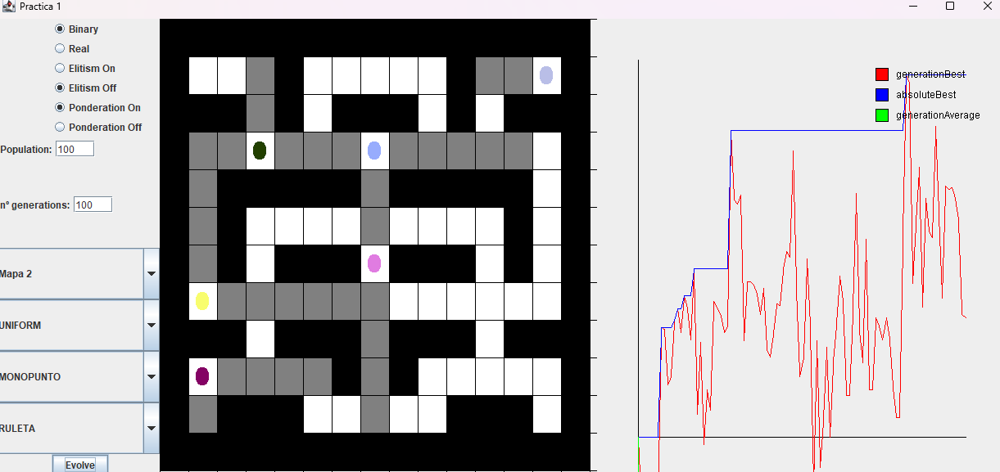 Practica 1
Binary
Real
Elitism On
Elitism Off
Ponderation On
Ponderation Off
Population: 100
nº generations: 100
Mapa 2
UNIFORM
MONOPUNTO
RULETA
Evolve
generationBest
absoluteBest
generationAverage